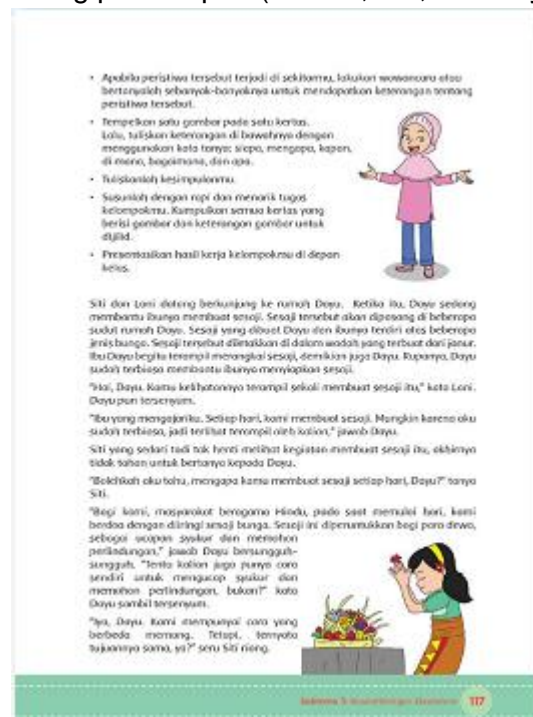 • Apabila peristiwa tersebut terjadi di sekitarmu, lakukan wawancara atau
bertanyalah sebanyak-banyaknya untuk mendapatkan keterangan tentang
peristiwa tersebut.
• Tempelkan satu gambar pada satu kertas.
Lalu, tuliskan keterangan di bawahnya dengan
menggunakan kata tanya: siapa, mengapa, kapan,
di mana, bagaimana, dan apa.
• Tuliskanlah kesimpulanmu.
• Susunlah dengan rapi dan menarik tugas
kelompokmu. Kumpulkan semua kertas yang
berisi gambar dan keterangan gambar untuk
dijilid.
• Presentasikan hasil kerja kelompokmu di depan
kelas.
Siti dan Lani datang berkunjung ke rumah Dayu. Ketika itu, Dayu sedang
membantu ibunya membuat sesaji. Sesaji tersebut akan dipasang di beberapa
sudut rumah Dayu. Sesaji yang dibuat Dayu dan ibunya terdiri atas beberapa
jenis bunga. Sesaji tersebut diletakkan di dalam wadah yang terbuat dari janur.
Ibu Dayu begitu terampil merangkai sesaji, demikian juga Dayu. Rupanya, Dayu
sudah terbiasa membantu ibunya menyiapkan sesaji.
"Hai, Dayu. Kamu kelihatannya terampil sekali membuat sesaji itu," kata Lani.
Dayu pun tersenyum.
"Ibu yang mengajariku. Setiap hari, kami membuat sesaji. Mungkin karena aku
sudah terbiasa, jadi terlihat terampil oleh kalian," jawab Dayu.
Siti yang sedari tadi tak henti melihat kegiatan membuat sesaji itu, akhirnya
tidak tahan untuk bertanya kepada Dayu.
"Bolehkah aku tahu, mengapa kamu membuat sesaji setiap hari, Dayu?" tanya
Siti.
"Bagi kami, masyarakat beragama Hindu, pada saat memulai hari, kami
berdoa dengan diiringi sesaji bunga. Sesaji ini diperuntukkan bagi para dewa,
sebagai ucapan syukur dan memohon
perlindungan," jawab Dayu bersungguh-
sungguh. "Tentu kalian juga punya cara
sendiri untuk mengucap syukur dan
memohon perlindungan, bukan?" kata
Dayu sambil tersenyum.
"Iya, Dayu. Kami mempunyai cara yang
berbeda memang. Tetapi, ternyata
tujuannya sama, ya?" seru Siti riang.
117